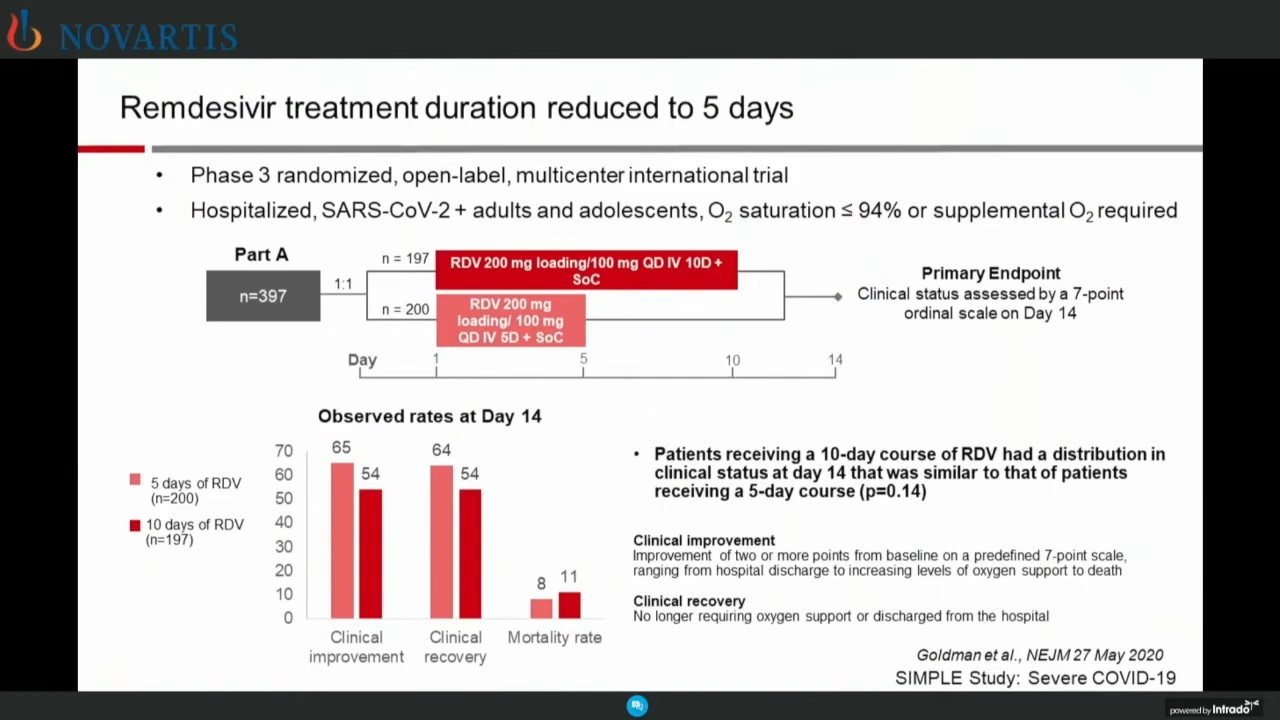 NOVARTIS
Remdesivir treatment duration reduced to 5 days
• Phase 3 randomized, open-label, multicenter international trial
• Hospitalized, SARS-CoV-2 + adults and adolescents, O₂ saturation ≤ 94% or supplemental O₂ required
Part A
n=397
1:1
n = 197
RDV 200 mg loading/100 mg QD IV 10D +
SoC
n = 200
RDV 200 mg
loading/ 100 mg
QD IV 5D + SoC
Primary Endpoint
Clinical status assessed by a 7-point
ordinal scale on Day 14
Day 1 5 10 14
Observed rates at Day 14
5 days of RDV
(n=200)
10 days of RDV
(n=197)
70
60
50
40
30
20
10
0
65 54
64 54
8 11
Clinical
improvement
Clinical
recovery
Mortality rate
• Patients receiving a 10-day course of RDV had a distribution in
clinical status at day 14 that was similar to that of patients
receiving a 5-day course (p=0.14)
Clinical improvement
Improvement of two or more points from baseline on a predefined 7-point scale,
ranging from hospital discharge to increasing levels of oxygen support to death
Clinical recovery
No longer requiring oxygen support or discharged from the hospital
Goldman et al., NEJM 27 May 2020
SIMPLE Study: Severe COVID-19
powered by Intrado